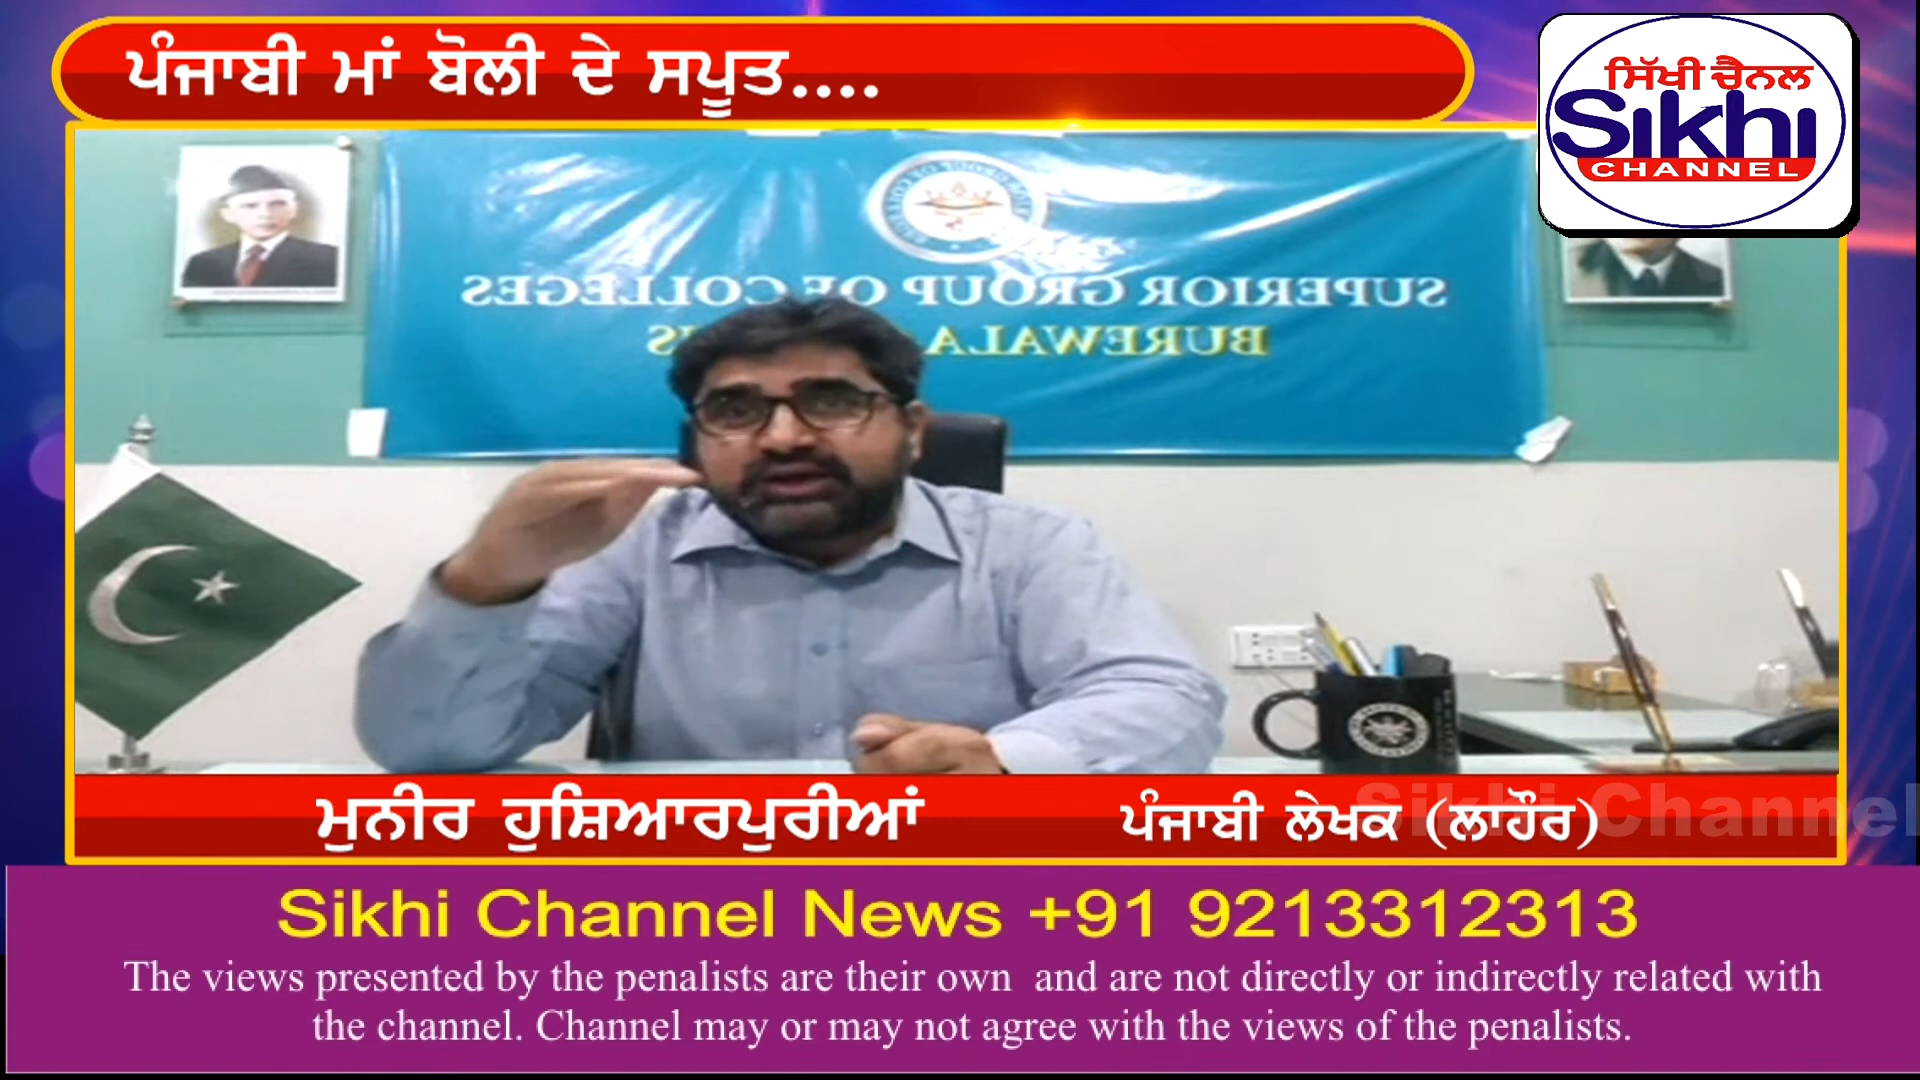 ਪੰਜਾਬੀ ਮਾਂ ਬੋਲੀ ਦੇ ਸਪੂਤ....
ਸਿੱਖੀ ਚੈਨਲ
Sikhi
CHANNEL
SUPERIOR GROUP OF COLLEGES
BUREWALA
ਮੁਨੀਰ ਹੁਸ਼ਿਆਰਪੁਰੀਆਂ
ਪੰਜਾਬੀ ਲੇਖਕ (ਲਾਹੌਰ)
Sikhi Channel
Sikhi Channel News +91 9213312313
The views presented by the penalists are their own and are not directly or indirectly related with
the channel. Channel may or may not agree with the views of the penalists.